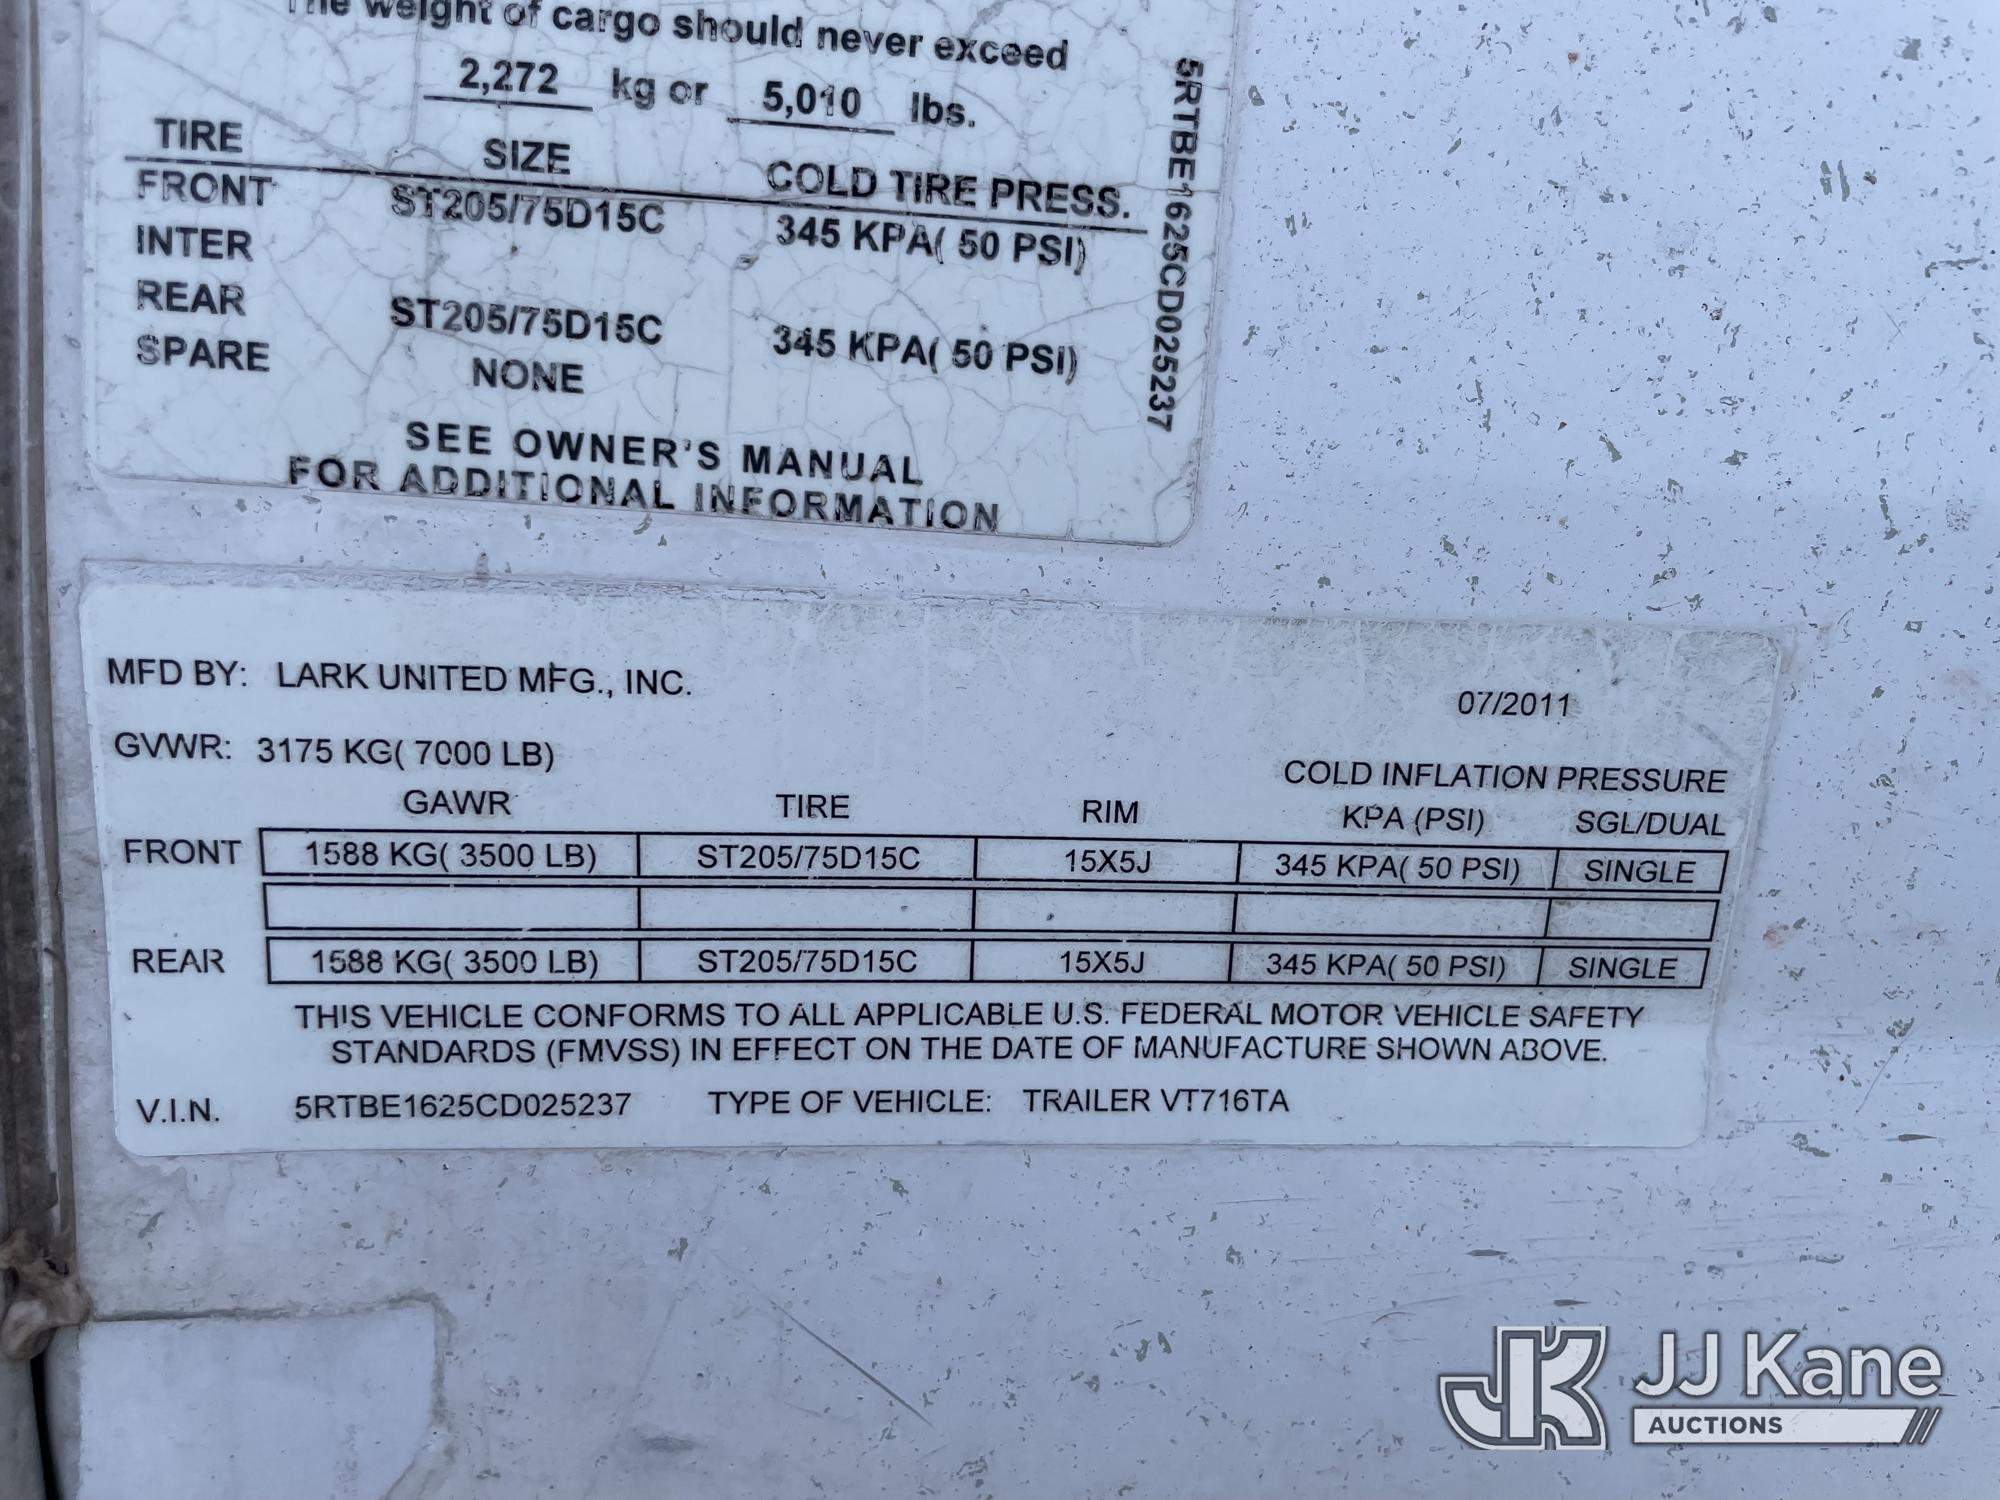 The weight of cargo should never exceed
2,272 kg or 5,010 lbs.
TIRE SIZE COLD TIRE PRESS.
FRONT ST205/75D15C 345 KPA( 50 PSI)
INTER
REAR ST205/75D15C 345 KPA( 50 PSI)
SPARE NONE
SEE OWNER'S MANUAL
FOR ADDITIONAL INFORMATION
5RTBE1625CD025237
MFD BY: LARK UNITED MFG., INC. 07/2011
GVWR: 3175 KG( 7000 LB)
COLD INFLATION PRESSURE
GAWR TIRE RIM KPA (PSI) SGL/DUAL
FRONT 1588 KG( 3500 LB) ST205/75D15C 15X5J 345 KPA( 50 PSI) SINGLE
REAR 1588 KG( 3500 LB) ST205/75D15C 15X5J 345 KPA( 50 PSI) SINGLE
THIS VEHICLE CONFORMS TO ALL APPLICABLE U.S. FEDERAL MOTOR VEHICLE SAFETY
STANDARDS (FMVSS) IN EFFECT ON THE DATE OF MANUFACTURE SHOWN ABOVE.
V.I.N. 5RTBE1625CD025237 TYPE OF VEHICLE: TRAILER VT716TA
JK JJ Kane
AUCTIONS